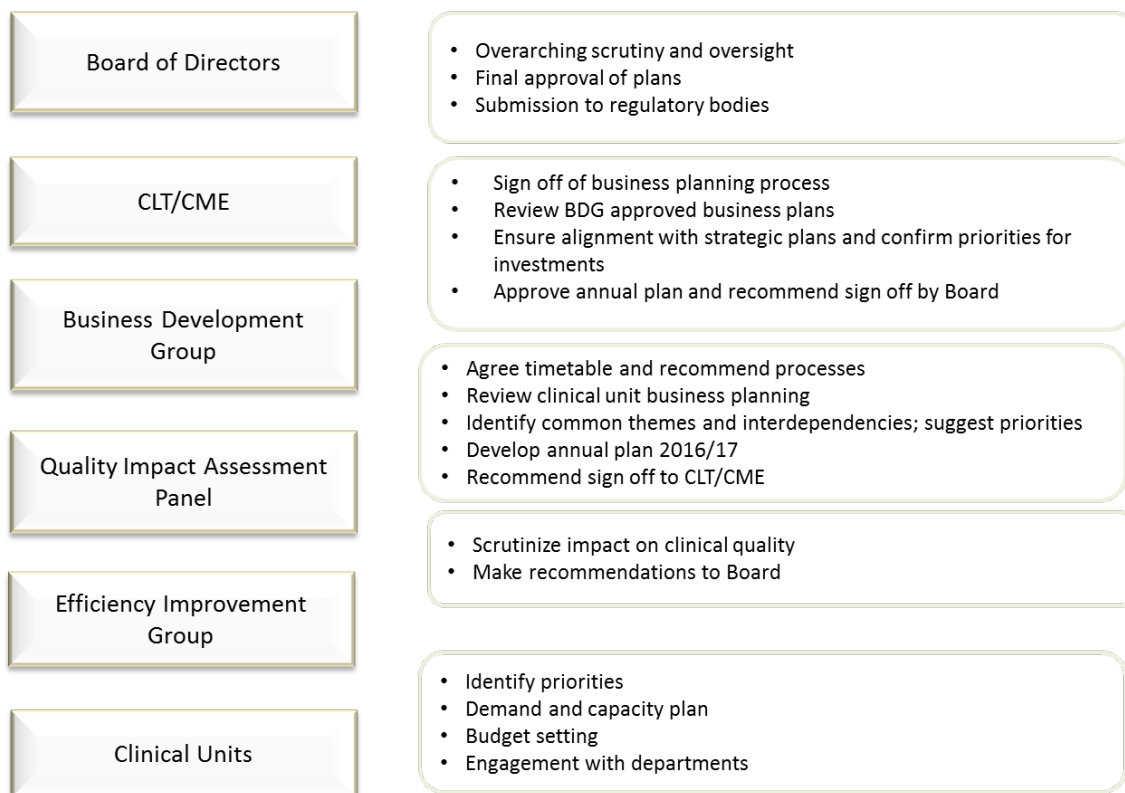 Board of Directors
• Overarching scrutiny and oversight
• Final approval of plans
• Submission to regulatory bodies
CLT/CME
• Sign off of business planning process
• Review BDG approved business plans
• Ensure alignment with strategic plans and confirm priorities for
investments
• Approve annual plan and recommend sign off by Board
Business Development
Group
• Agree timetable and recommend processes
• Review clinical unit business planning
• Identify common themes and interdependencies; suggest priorities
• Develop annual plan 2016/17
• Recommend sign off to CLT/CME
Quality Impact Assessment
Panel
• Scrutinize impact on clinical quality
• Make recommendations to Board
Efficiency Improvement
Group
Clinical Units
• Identify priorities
• Demand and capacity plan
• Budget setting
• Engagement with departments